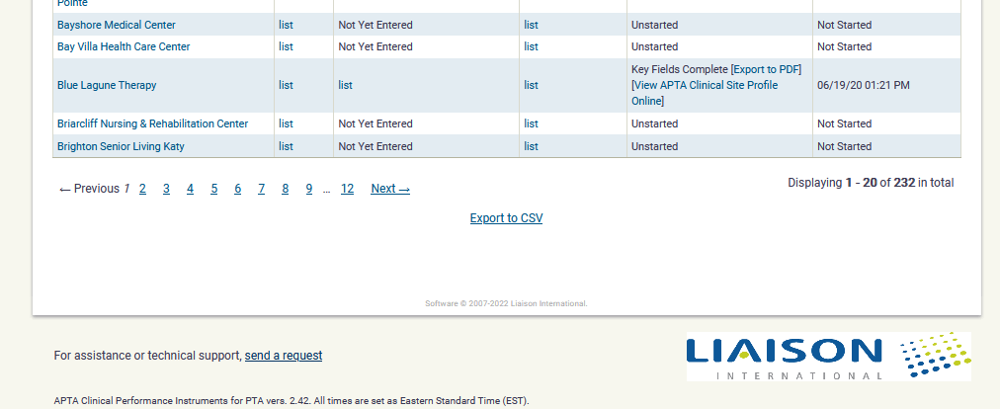 Pointe
Bayshore Medical Center list Not Yet Entered list Unstarted Not Started
Bay Villa Health Care Center list Not Yet Entered list Unstarted Not Started
Blue Lagune Therapy list list list Key Fields Complete [Export to PDF] 06/19/20 01:21 PM
[View APTA Clinical Site Profile
Online]
Briarcliff Nursing & Rehabilitation Center list Not Yet Entered list Unstarted Not Started
Brighton Senior Living Katy list Not Yet Entered list Unstarted Not Started
← Previous 1 2 3 4 5 6 7 8 9 … 12 Next → Displaying 1 - 20 of 232 in total
Export to CSV
Software © 2007-2022 Liaison International.
For assistance or technical support, send a request
LIAISON
INTERNATIONAL
APTA Clinical Performance Instruments for PTA vers. 2.42. All times are set as Eastern Standard Time (EST).